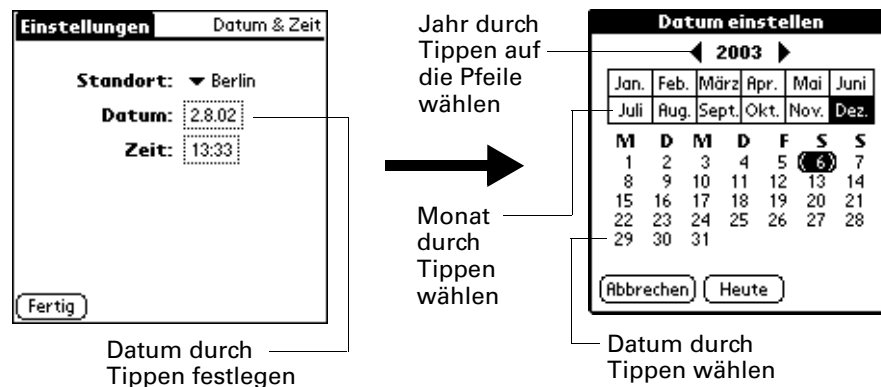 Einstellungen Datum & Zeit
Standort: Berlin
Datum: 2.8.02
Zeit: 13:33
Fertig
Datum durch
Tippen festlegen
Jahr durch
Tippen auf
die Pfeile
wählen
Monat
durch
Tippen
wählen
Datum einstellen
2003
Jan. Feb. März Apr. Mai Juni
Juli Aug. Sept. Okt. Nov. Dez.
M D M D F S S
1 2 3 4 5 6 7
8 9 10 11 12 13 14
15 16 17 18 19 20 21
22 23 24 25 26 27 28
29 30 31
Abbrechen Heute
Datum durch
Tippen wählen